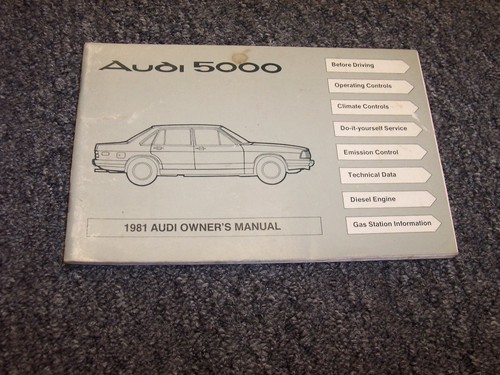 Audi 5000
Before Driving
Operating Controls
Climate Controls
Do-it-yourself Service
Emission Control
Technical Data
Diesel Engine
Gas Station Information
1981 AUDI OWNER'S MANUAL